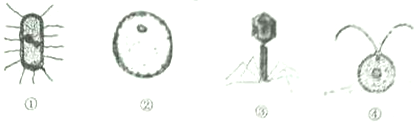 ① ② ③ ④